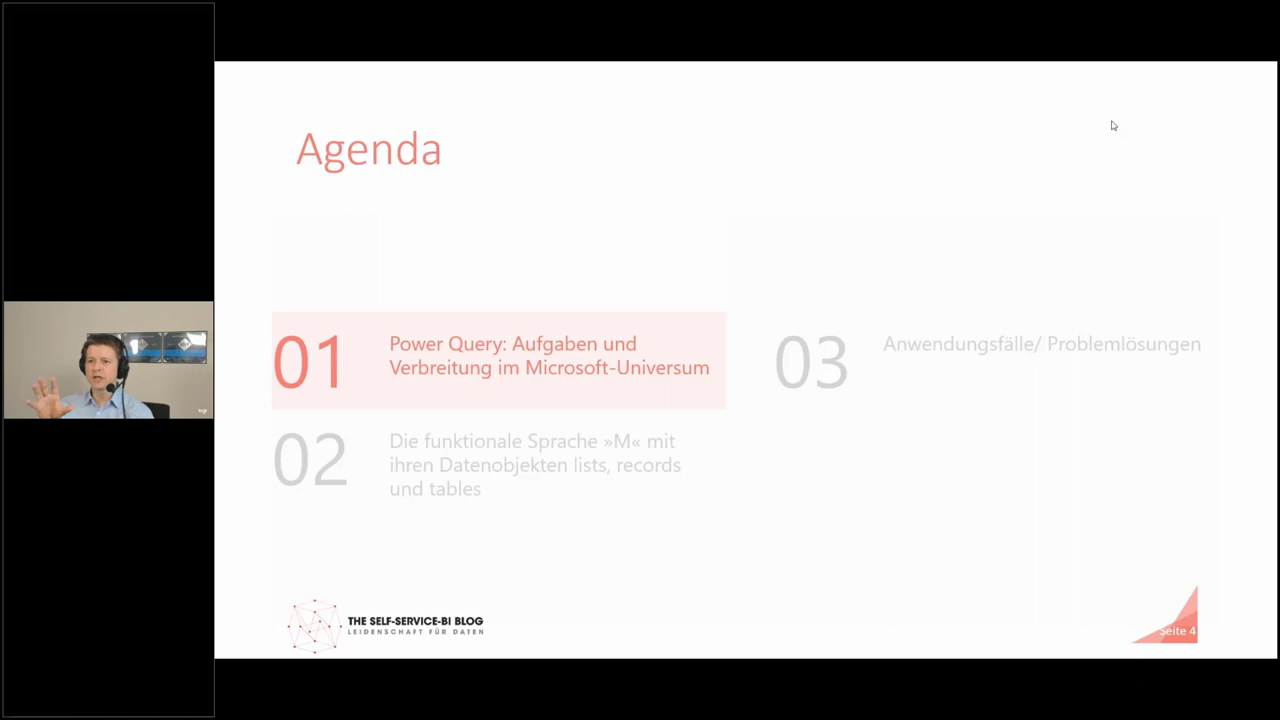 Agenda
01
Power Query: Aufgaben und
Verbreitung im Microsoft-Universum
02
Die funktionale Sprache »M« mit
ihren Datenobjekten lists, records
und tables
03
Anwendungsfälle/ Problemlösungen
THE SELF-SERVICE-BI BLOG
LEIDENSCHAFT FÜR DATEN
Seite 4